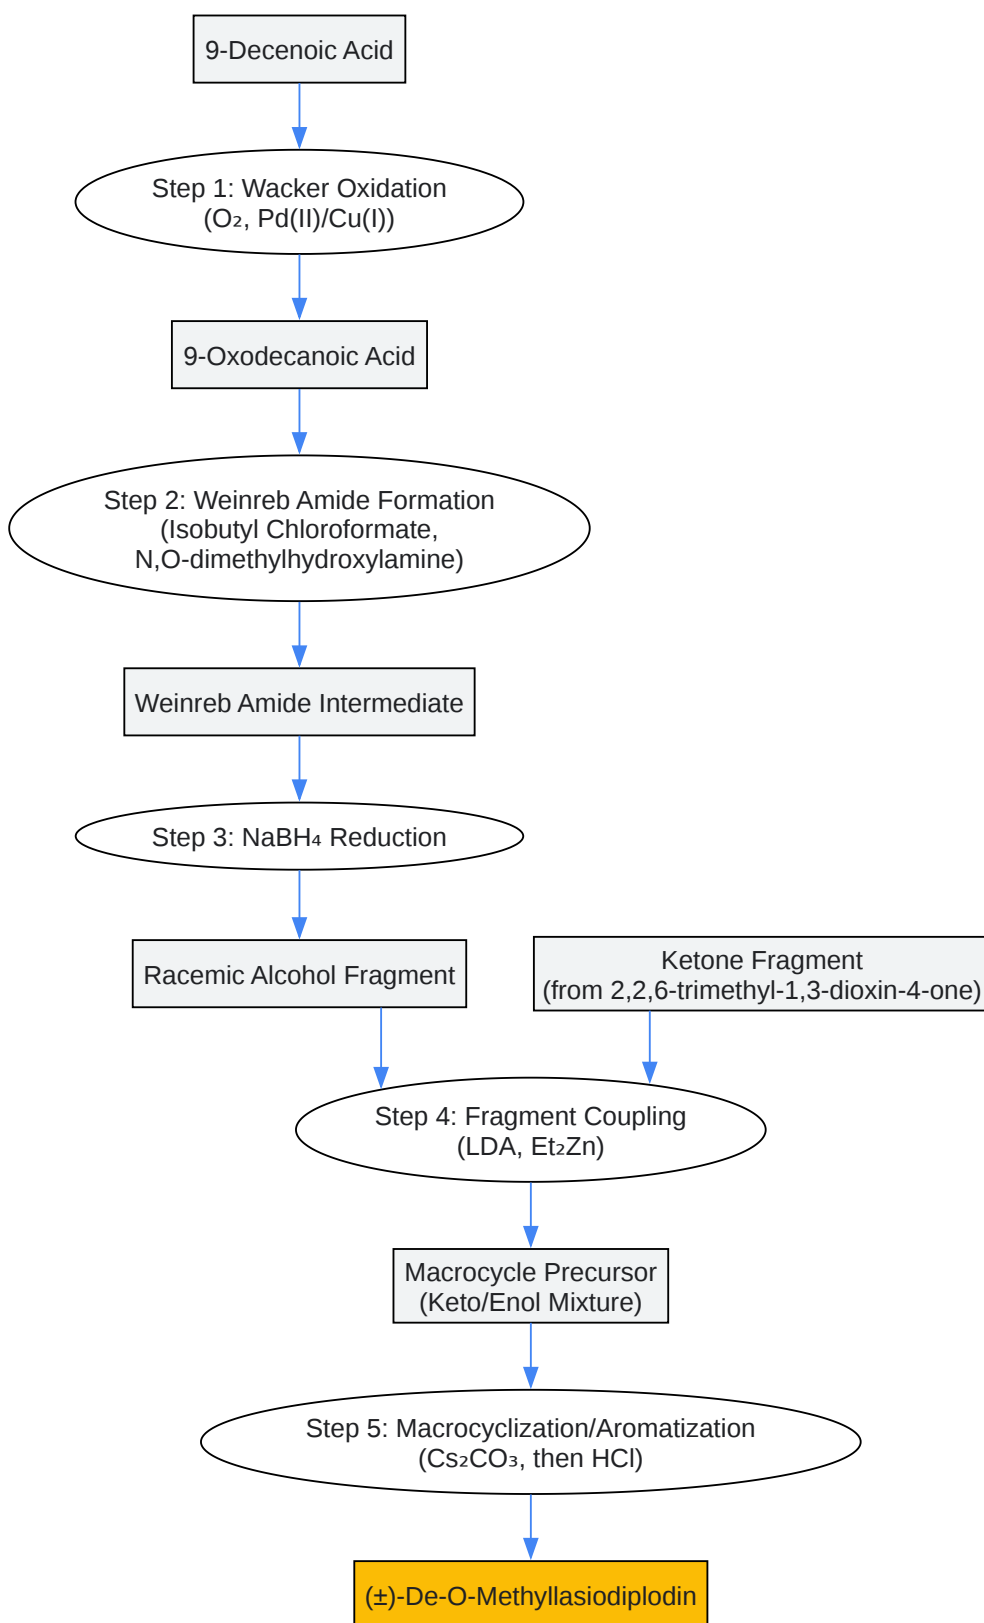 9-Decenoic Acid
Step 1: Wacker Oxidation
(O₂, Pd(II)/Cu(I))
9-Oxodecanoic Acid
Step 2: Weinreb Amide Formation
(Isobutyl Chloroformate,
N,O-dimethylhydroxylamine)
Weinreb Amide Intermediate
Step 3: NaBH₄ Reduction
Racemic Alcohol Fragment
Ketone Fragment
(from 2,2,6-trimethyl-1,3-dioxin-4-one)
Step 4: Fragment Coupling
(LDA, Et₂Zn)
Macrocycle Precursor
(Keto/Enol Mixture)
Step 5: Macrocyclization/Aromatization
(Cs₂CO₃, then HCl)
(±)-De-O-Methyllasiodiplodin